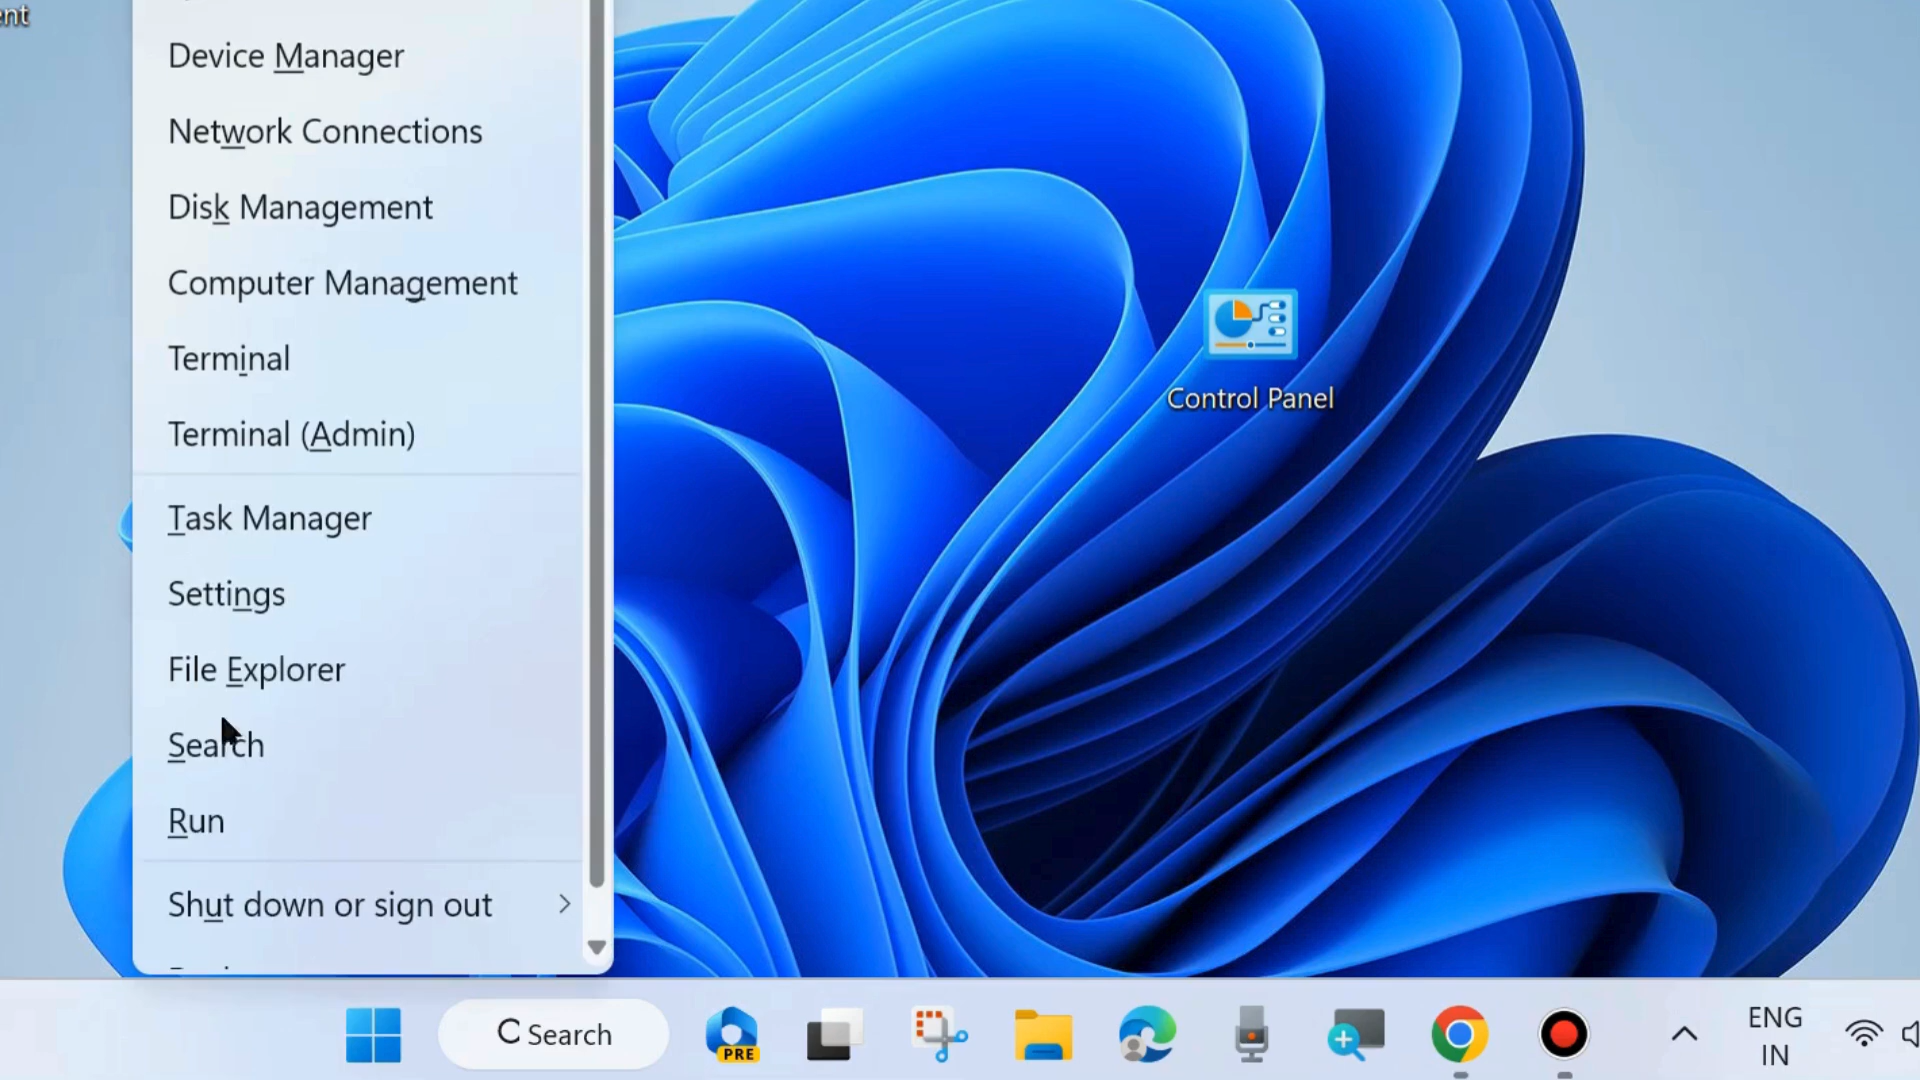 ent
Device Manager
Network Connections
Disk Management
Computer Management
Terminal
Terminal (Admin)
Task Manager
Settings
File Explorer
Search
Run
Shut down or sign out
Control Panel
Search
PRE
ENG
IN